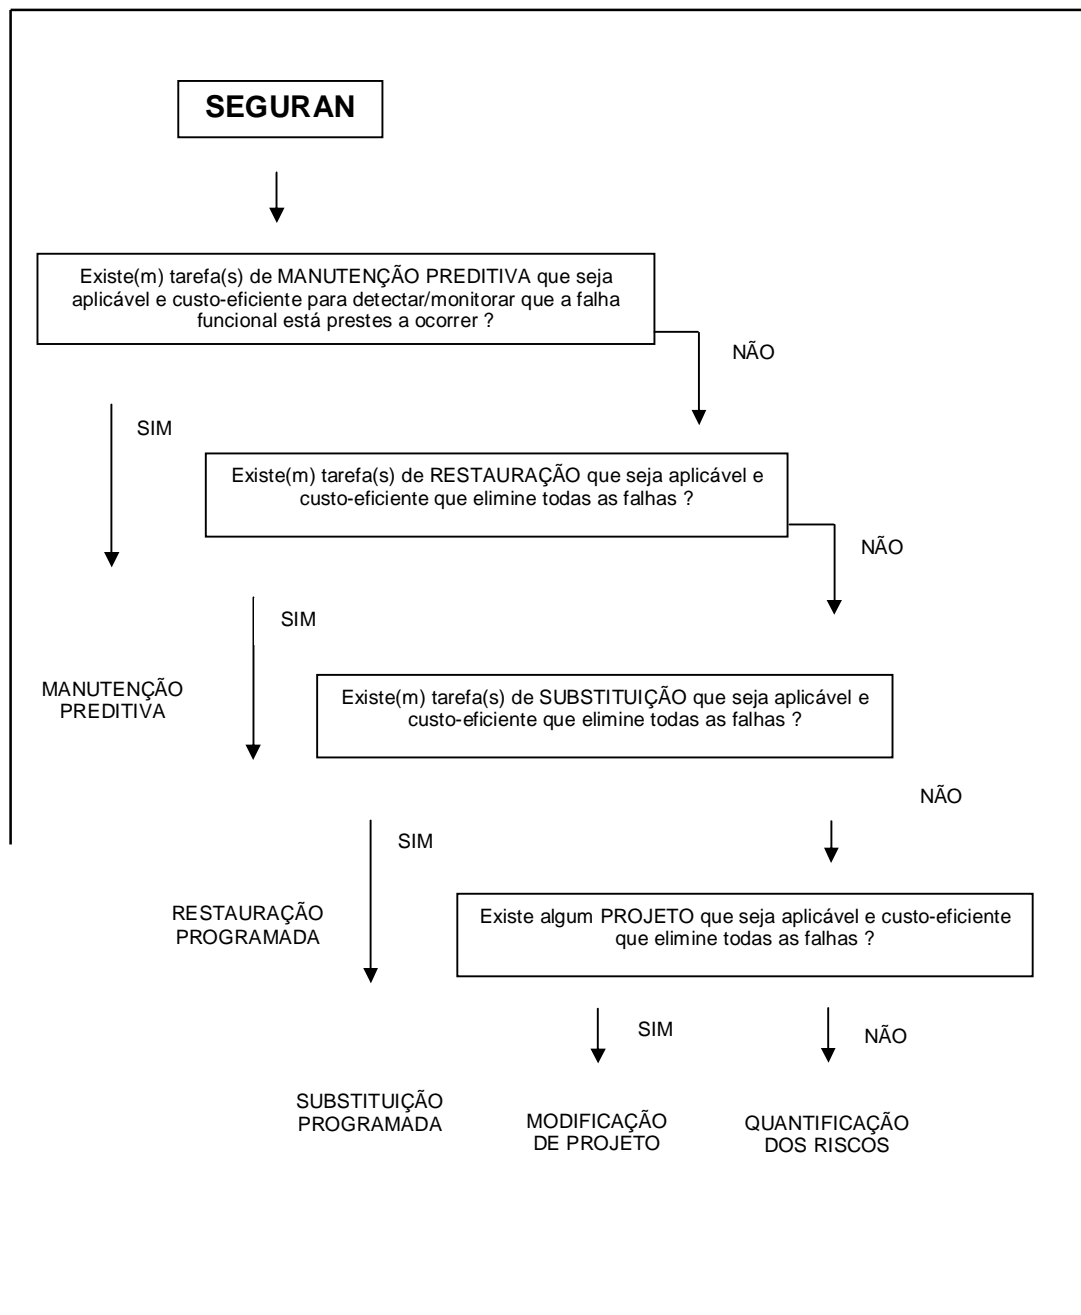 SEGURAN
Existe(m) tarefa(s) de MANUTENÇÃO PREDITIVA que seja
aplicável e custo-eficiente para detectar/monitorar que a falha
funcional está prestes a ocorrer ?
NÃO
SIM
Existe(m) tarefa(s) de RESTAURAÇÃO que seja aplicável e
custo-eficiente que elimine todas as falhas ?
NÃO
SIM
MANUTENÇÃO
PREDITIVA
Existe(m) tarefa(s) de SUBSTITUIÇÃO que seja aplicável e
custo-eficiente que elimine todas as falhas ?
NÃO
SIM
RESTAURAÇÃO
PROGRAMADA
Existe algum PROJETO que seja aplicável e custo-eficiente
que elimine todas as falhas ?
SIM
NÃO
SUBSTITUIÇÃO
PROGRAMADA
MODIFICAÇÃO
DE PROJETO
QUANTIFICAÇÃO
DOS RISCOS